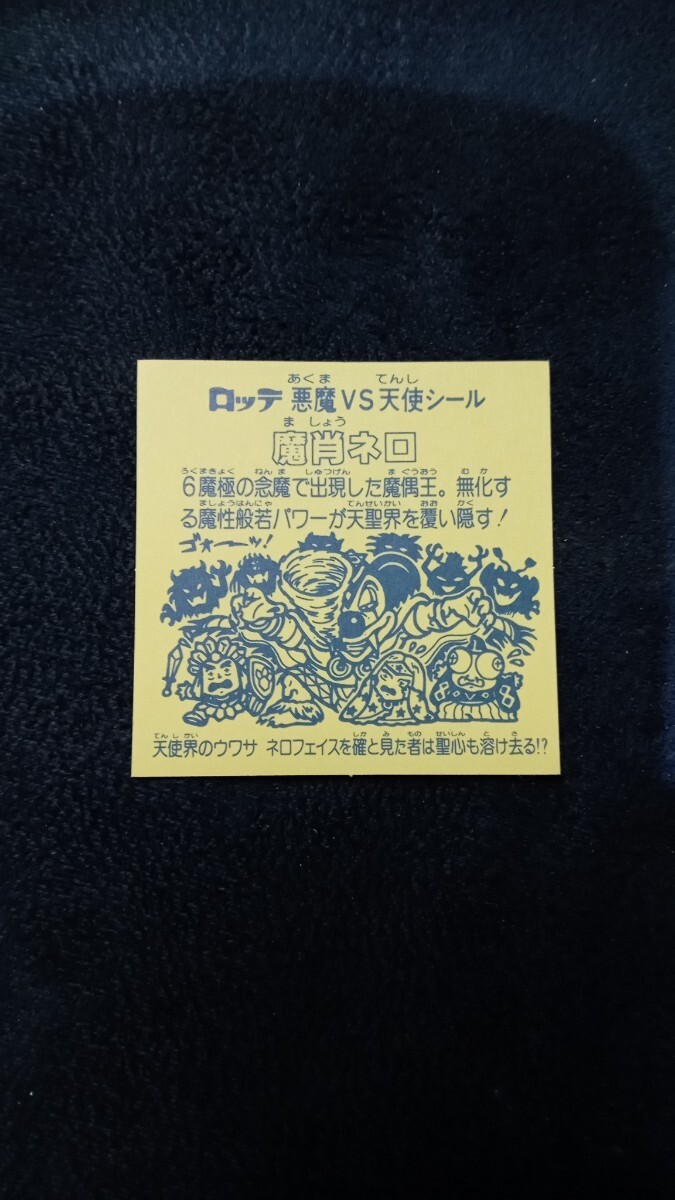 あくま てんし
ロッテ 悪魔VS天使シール
ましょう
魔肖ネロ
ろくまきょく ねんま しゅつげん まぐうおう むか
6魔極の念魔で出現した魔偶王。無化す
ましょうはんにゃ てんせいかい おお かく
る魔性般若パワーが天聖界を覆い隠す!
ゴォーッ!
てんしかい しかみ もの せいしん とさ
天使界のウワサ ネロフェイスを確と見た者は聖心も溶け去る!?